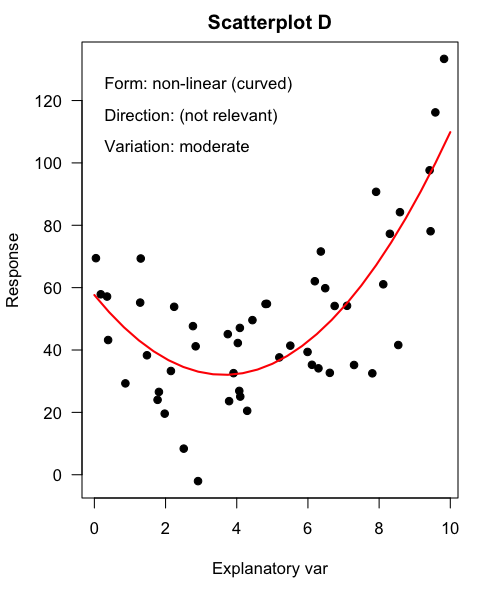 Scatterplot D
Form: non-linear (curved)
Direction: (not relevant)
Variation: moderate
120
100
80
60
40
20
0
Response
0 2 4 6 8 10
Explanatory var